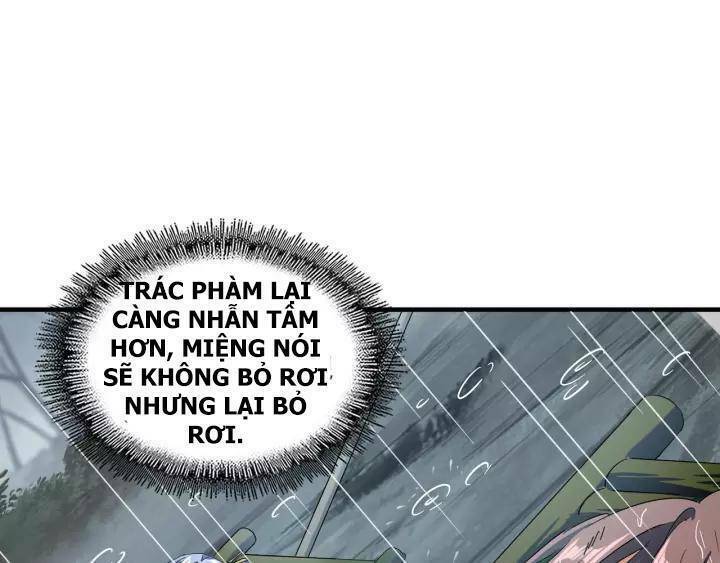 TRÁC PHÀM LẠI
CÀNG NHẪN TÂM
HƠN, MIỆNG NÓI
SẼ KHÔNG BỎ RƠI
NHƯNG LẠI BỎ
RƠI.